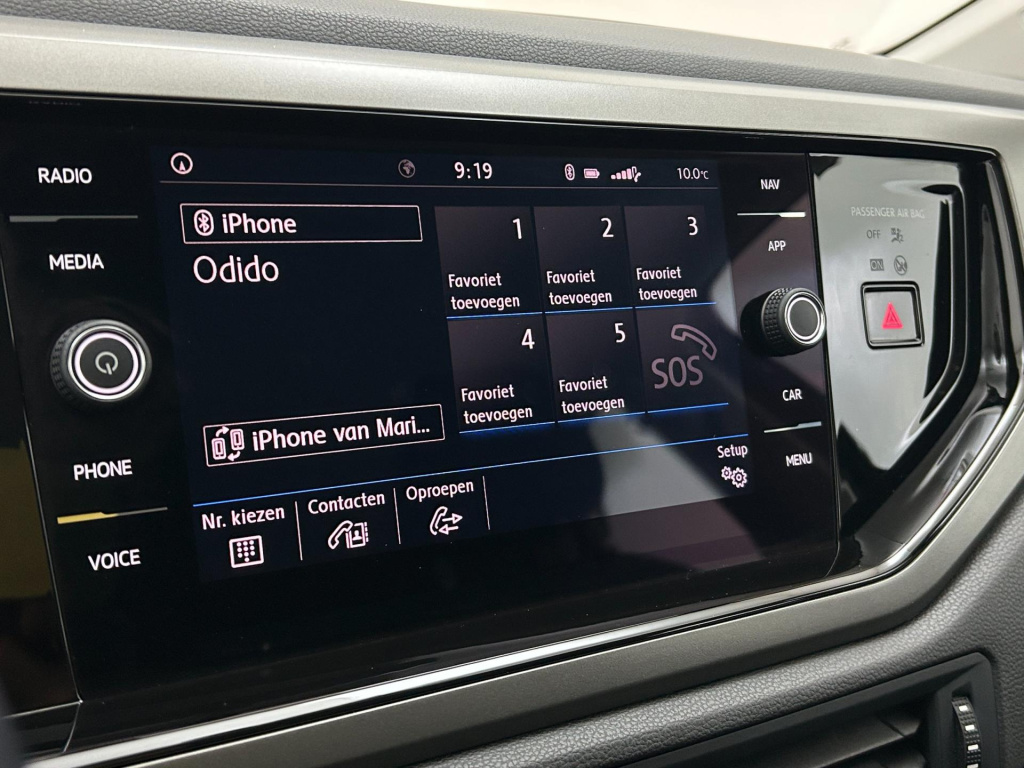 RADIO
MEDIA
PHONE
VOICE
9:19
10.0°C
iPhone
Odido
1
Favoriet
toevoegen
2
Favoriet
toevoegen
3
Favoriet
toevoegen
4
Favoriet
toevoegen
5
Favoriet
toevoegen
SOS
iPhone van Mari...
Setup
Nr. kiezen
Contacten
Oproepen
NAV
APP
CAR
MENU
PASSENGER AIR BAG
OFF
ON